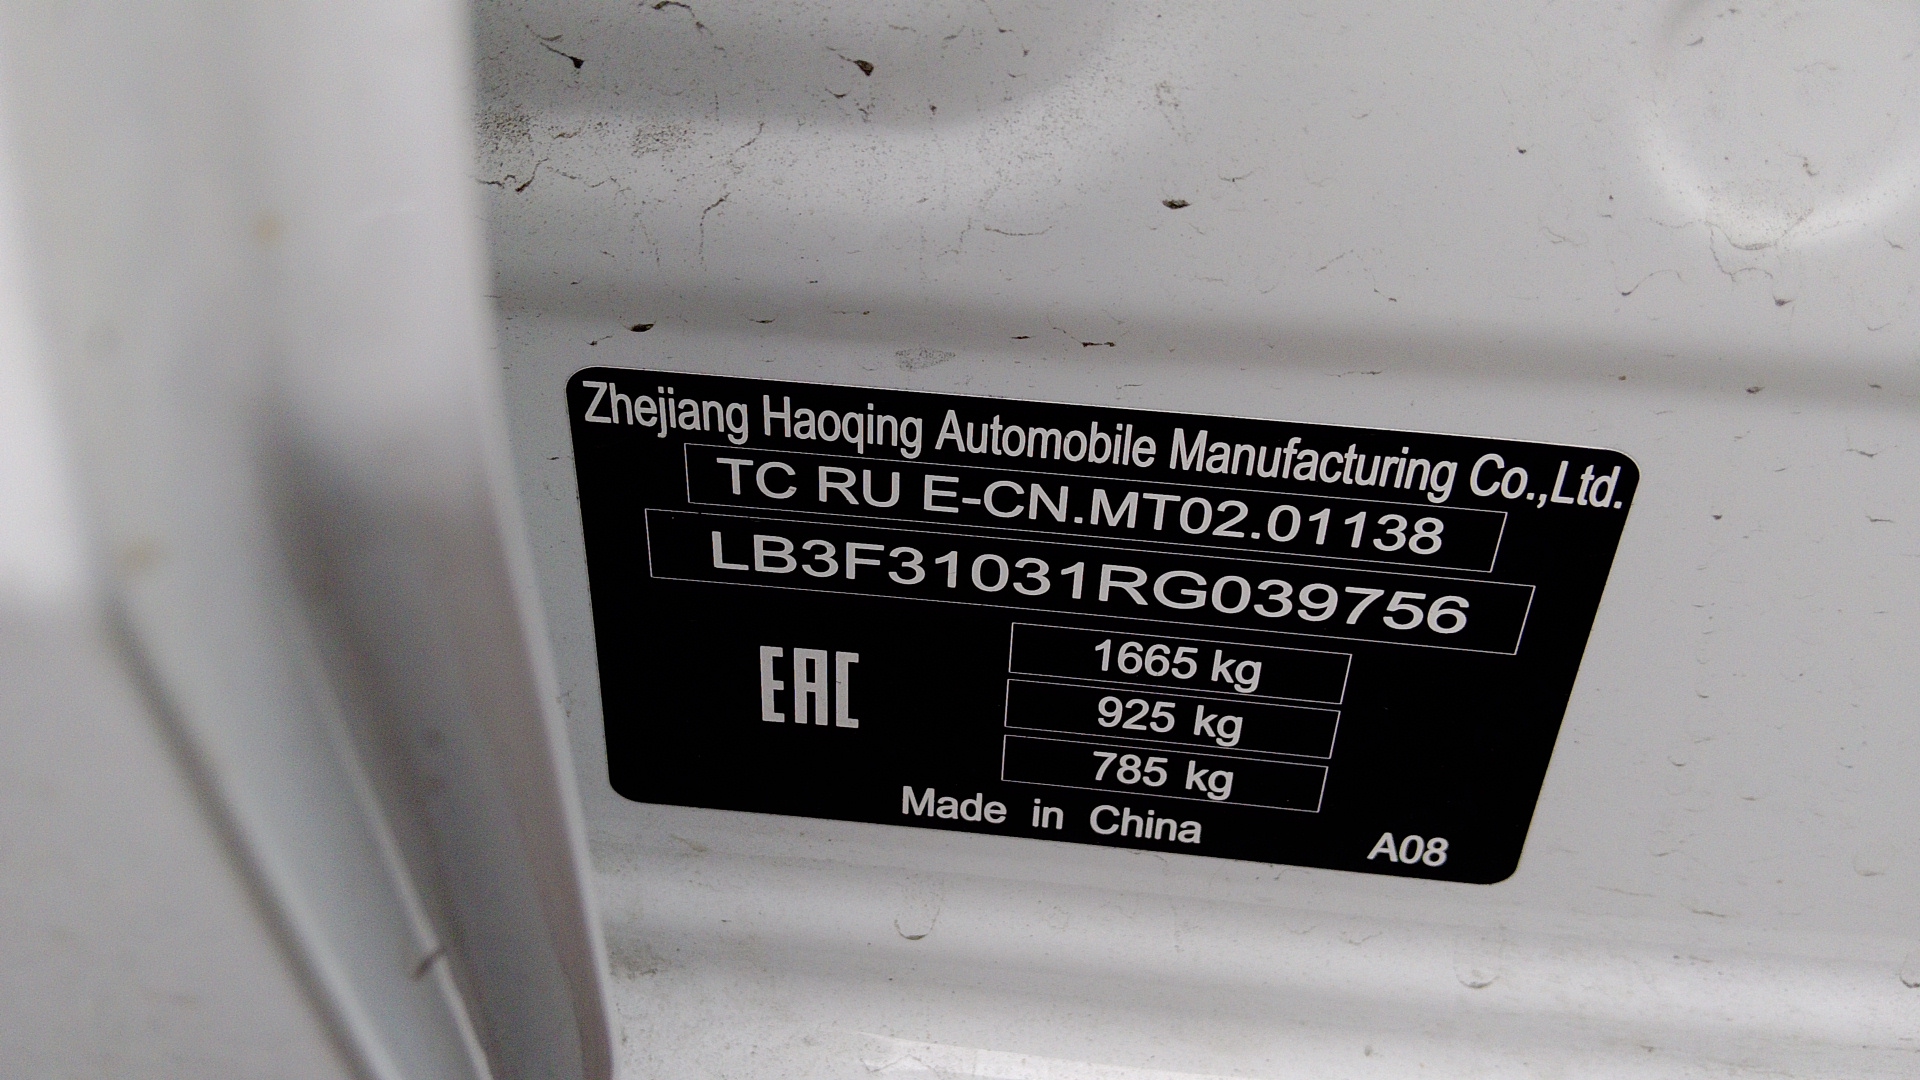 Zhejiang Haoqing Automobile Manufacturing Co.,Ltd.
TC RU E-CN.MT02.01138
LB3F31031RG039756
EAC
1665 kg
925 kg
785 kg
Made in China
A08